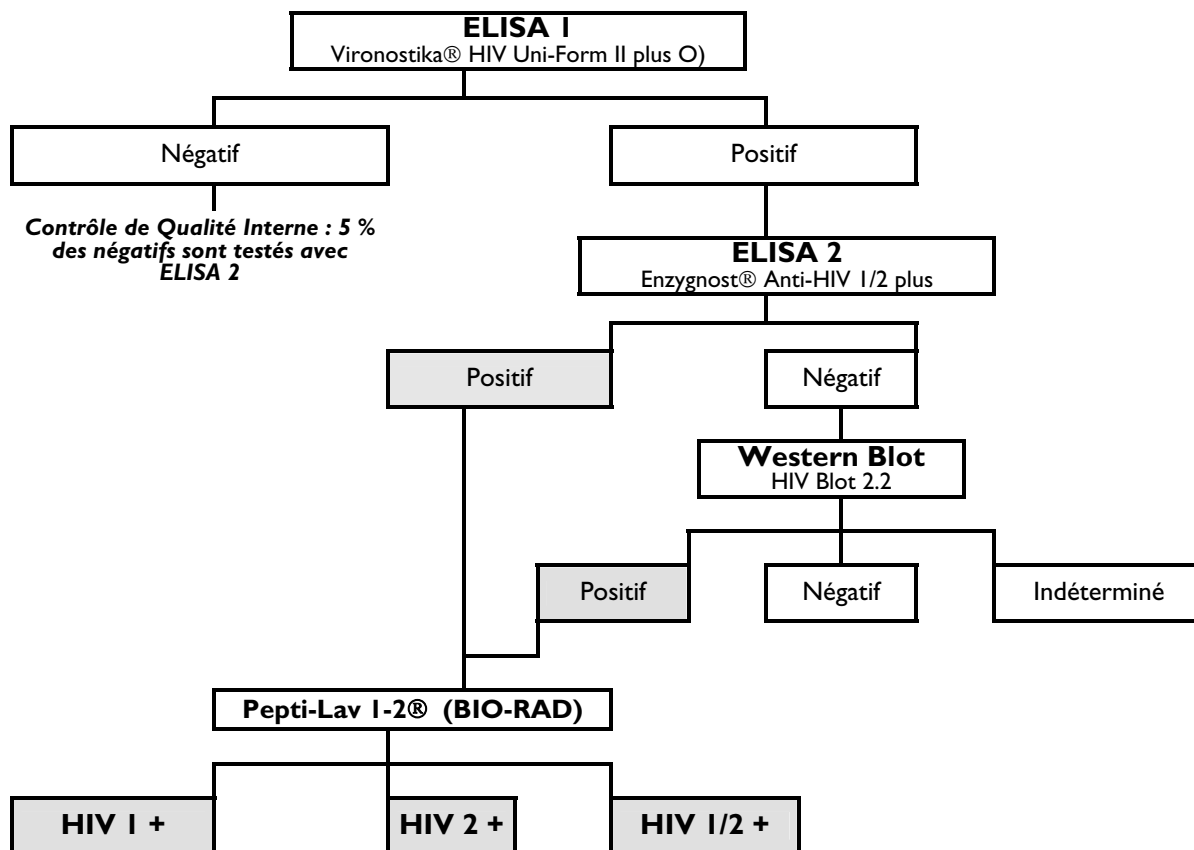 ELISA 1
Vironostika® HIV Uni-Form II plus O)
Négatif
Positif
Contrôle de Qualité Interne : 5 %
des négatifs sont testés avec
ELISA 2
ELISA 2
Enzygnost® Anti-HIV 1/2 plus
Positif
Négatif
Western Blot
HIV Blot 2.2
Positif
Négatif
Indéterminé
Pepti-Lav 1-2® (BIO-RAD)
HIV 1 +
HIV 2 +
HIV 1/2 +